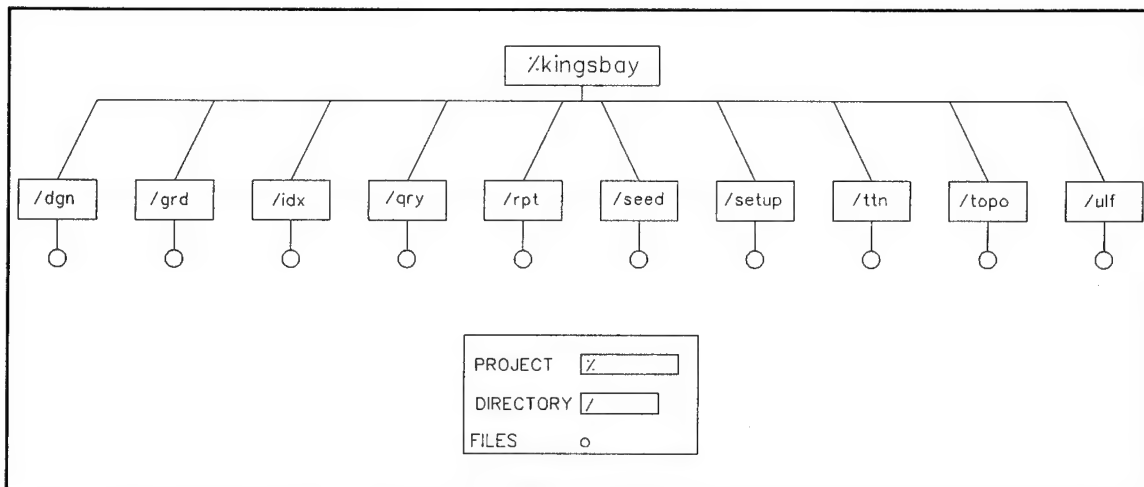 %kingsbay
/dgn /grd /idx /qry /rpt /seed /setup /ttn /topo /ulf
PROJECT %
DIRECTORY /
FILES